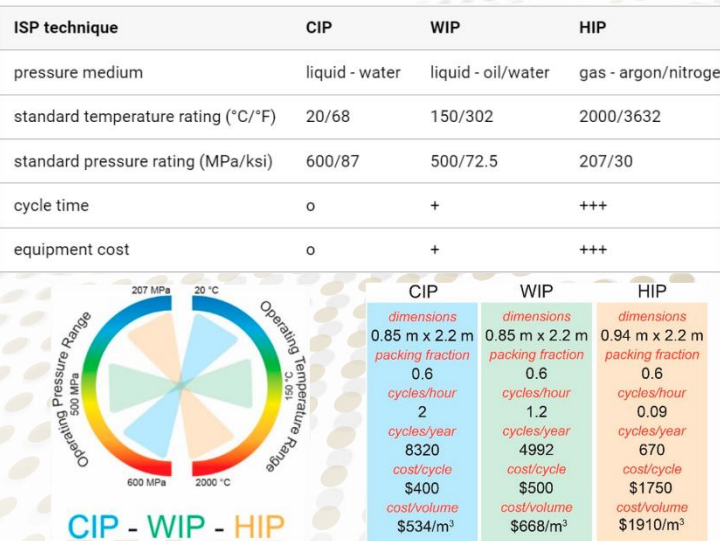 ISP technique CIP WIP HIP
pressure medium liquid - water liquid - oil/water gas - argon/nitroge
standard temperature rating (°C/°F) 20/68 150/302 2000/3632
standard pressure rating (MPa/ksi) 600/87 500/72.5 207/30
cycle time o + +++
equipment cost o + +++
207 MPa 20 °C
Operating Pressure Range
500 MPa
Operating Temperature Range
150 °C
600 MPa 2000 °C
CIP - WIP - HIP
CIP WIP HIP
dimensions dimensions dimensions
0.85 m x 2.2 m 0.85 m x 2.2 m 0.94 m x 2.2 m
packing fraction packing fraction packing fraction
0.6 0.6 0.6
cycles/hour cycles/hour cycles/hour
2 1.2 0.09
cycles/year cycles/year cycles/year
8320 4992 670
cost/cycle cost/cycle cost/cycle
$400 $500 $1750
cost/volume cost/volume cost/volume
$534/m³ $668/m³ $1910/m³